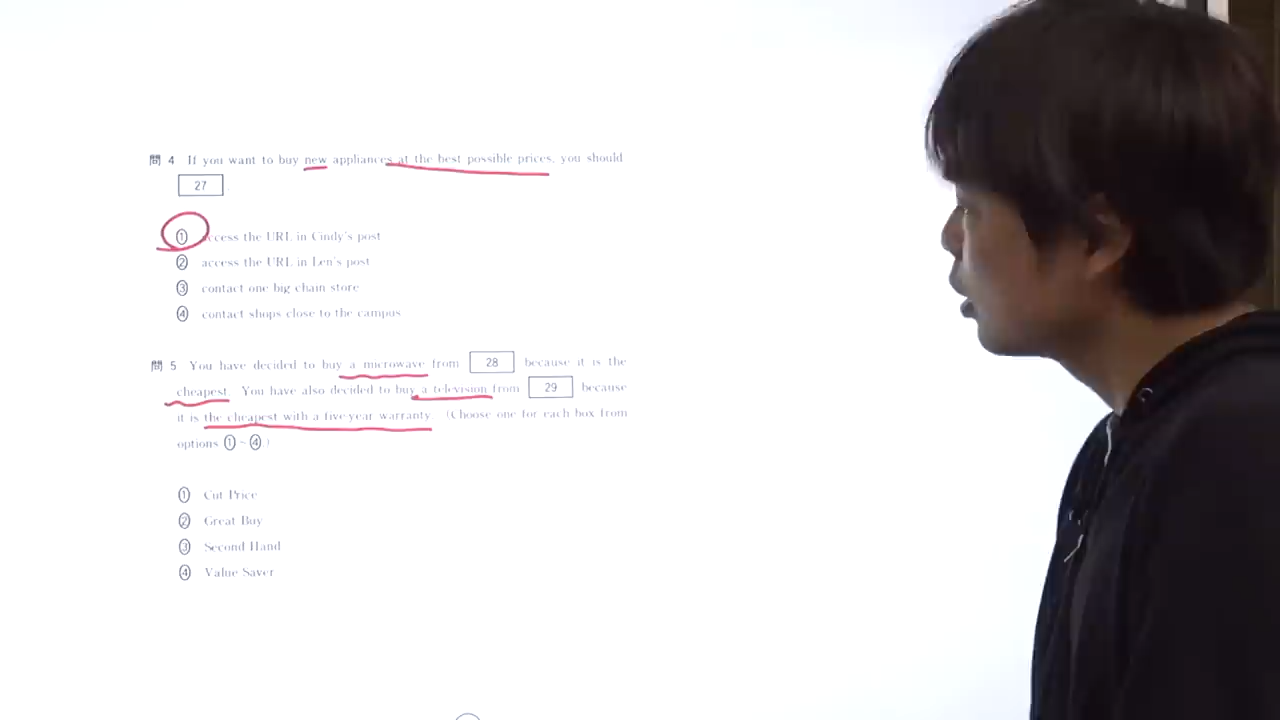 問 4 If you want to buy new appliances at the best possible prices, you should
27 .
① access the URL in Cindy's post
② access the URL in Len's post
③ contact one big chain store
④ contact shops close to the campus
問 5 You have decided to buy a microwave from 28 because it is the
cheapest. You have also decided to buy a television from 29 because
it is the cheapest with a five-year warranty. (Choose one for each box from
options ①~④.)
① Cut Price
② Great Buy
③ Second Hand
④ Value Saver